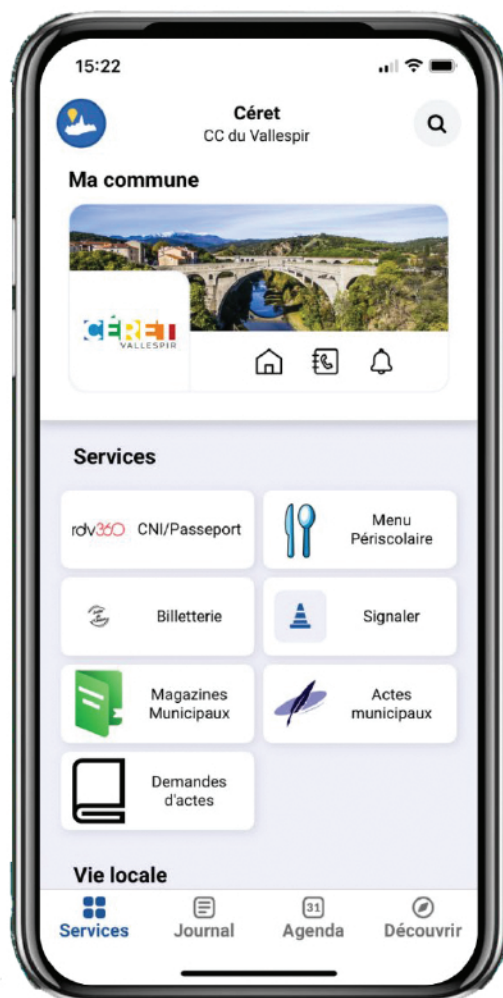 15:22
Céret
CC du Vallespir
Ma commune
CÉRET
VALLESPIR
Services
rdv360 CNI/Passeport
Menu
Périscolaire
Billetterie
Signaler
Magazines
Municipaux
Actes
municipaux
Demandes
d'actes
Vie locale
31
Services Journal Agenda Découvrir